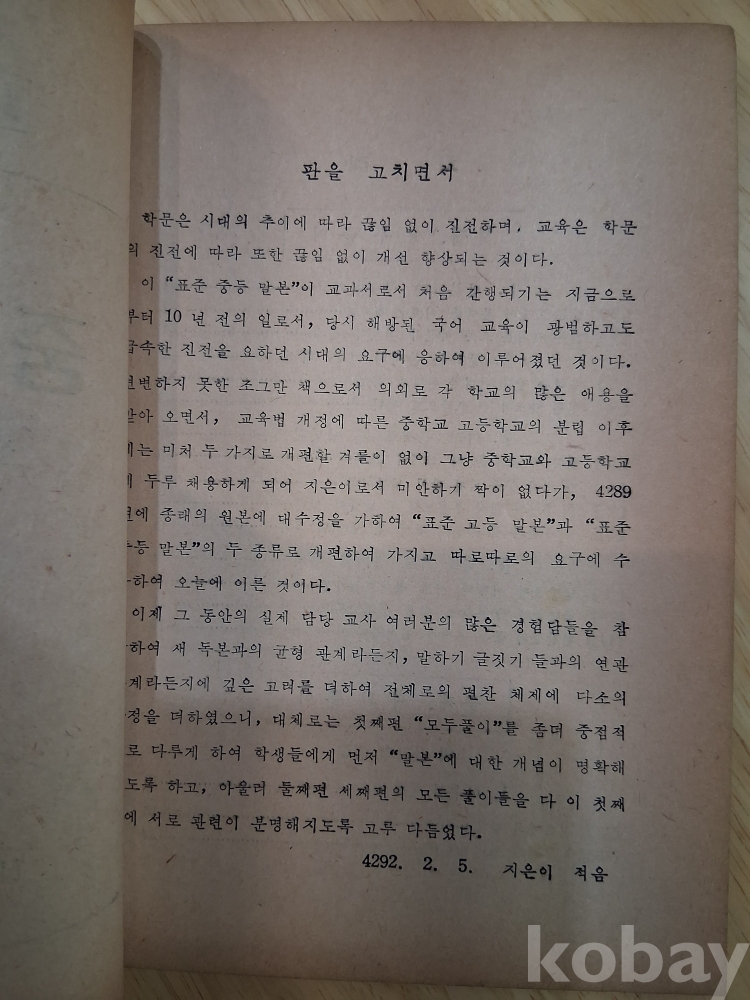 판을 고치면서
학문은 시대의 추이에 따라 끊임 없이 진전하며, 교육은 학문
의 진전에 따라 또한 끊임 없이 개선 향상되는 것이다.
이 “표준 중등 말본”이 교과서로서 처음 간행되기는 지금으로
부터 10 년 전의 일로서, 당시 해방된 국어 교육이 광범하고도
급속한 진전을 요하던 시대의 요구에 응하여 이루어졌던 것이다.
변변하지 못한 조그만 책으로서 의외로 각 학교의 많은 애용을
받아 오면서, 교육법 개정에 따른 중학교 고등학교의 분립 이후
에는 미처 두 가지로 개편할 겨를이 없이 그냥 중학교와 고등학교
에 두루 채용하게 되어 지은이로서 미안하기 짝이 없다가, 4289
년에 종래의 원본에 대수정을 가하여 “표준 고등 말본”과 “표준
중등 말본”의 두 종류로 개편하여 가지고 따로따로의 요구에 수
하여 오늘에 이른 것이다.
이제 그 동안의 실제 담당 교사 여러분의 많은 경험담들을 참
하여 새 독본과의 균형 관계라든지, 말하기 글짓기 들과의 연관
계라든지에 깊은 고려를 더하여 전체로의 편찬 체제에 다소의
정을 더하였으니, 대체로는 첫째편 “모두풀이”를 좀더 중점적
로 다루게 하여 학생들에게 먼저 “말본”에 대한 개념이 명확해
도록 하고, 아울러 둘째편 세째편의 모든 풀이들을 다 이 첫째
에 서로 관련이 분명해지도록 고루 다듬었다.
4292. 2. 5. 지은이 적음
kobay